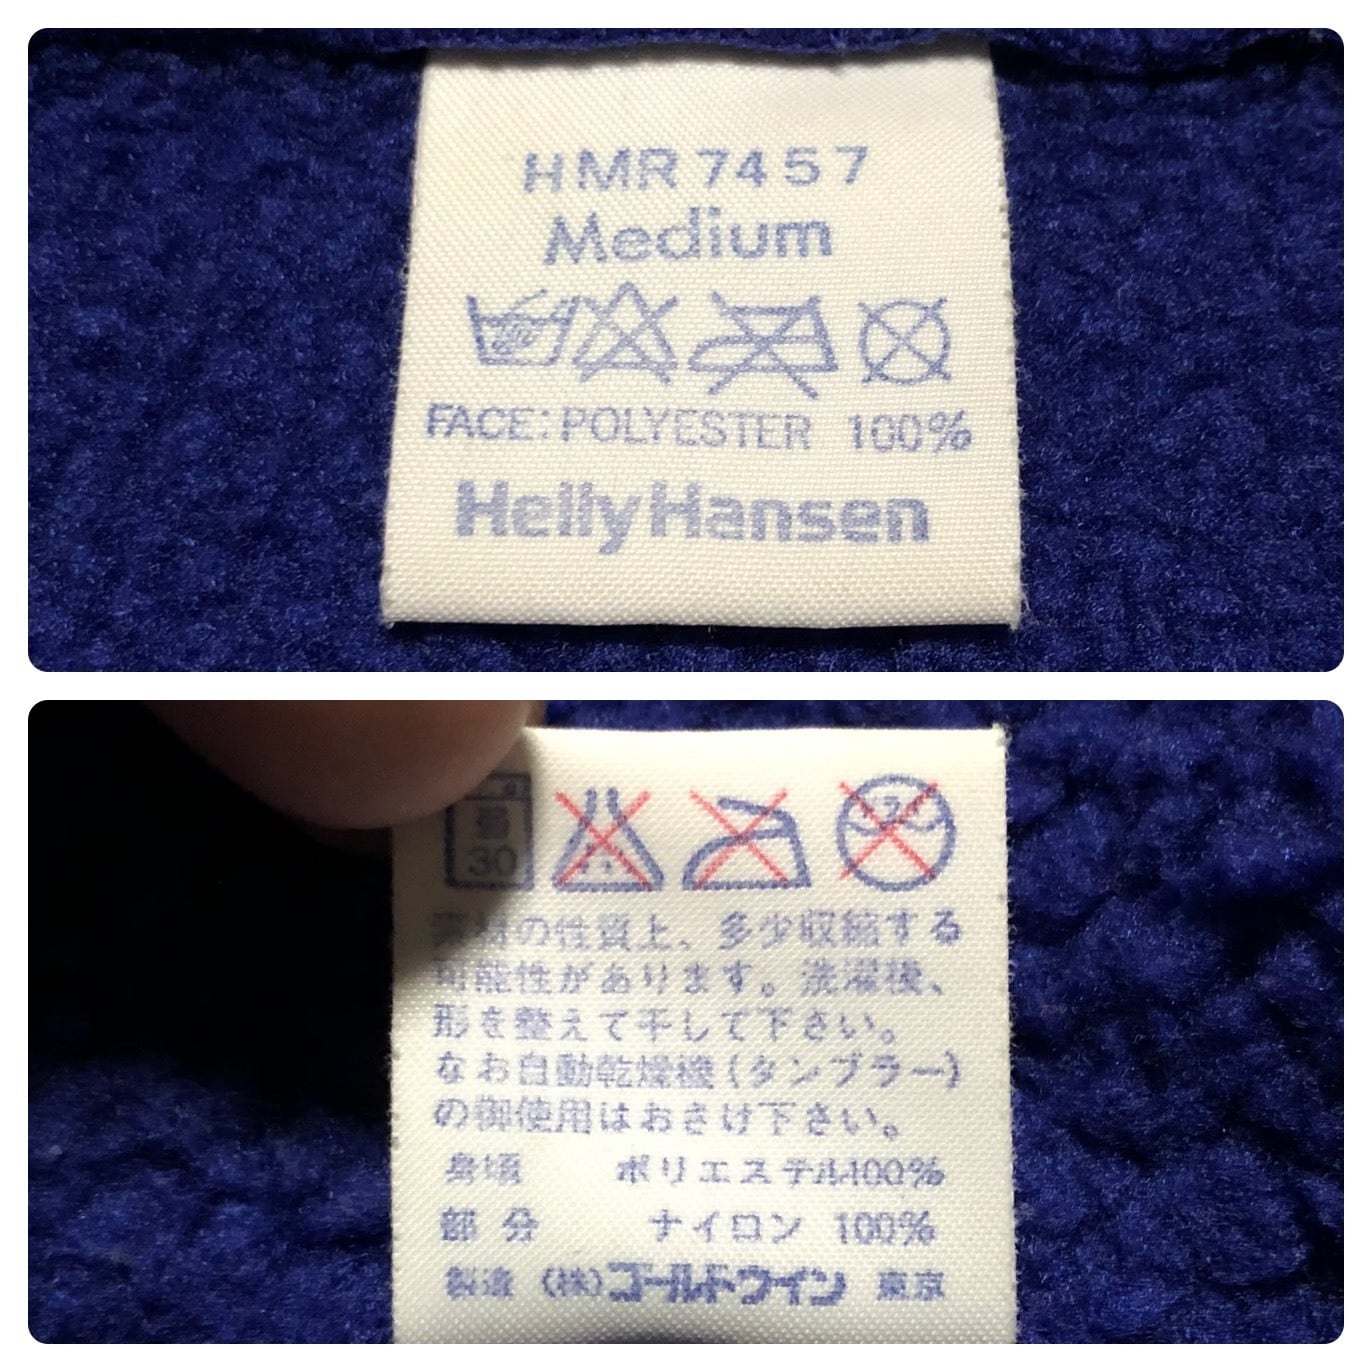 HMR 7457
Medium
FACE: POLYESTER 100%
Helly Hansen
弱
30
素材の性質上、多少収縮する
可能性があります。洗濯後、
形を整えて干して下さい。
なお自動乾燥機(タンブラー)
の御使用はおさけ下さい。
身頃 ポリエステル100%
部分 ナイロン 100%
製造 (株)ゴールドウイン 東京